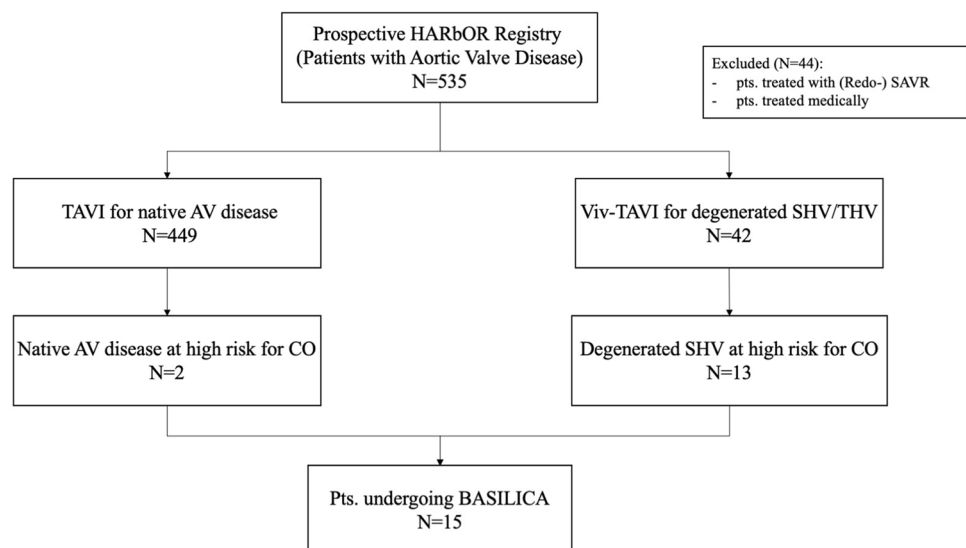 Prospective HARbOR Registry
(Patients with Aortic Valve Disease)
N=535
Excluded (N=44):
- pts. treated with (Redo-) SAVR
- pts. treated medically
TAVI for native AV disease
N=449
Viv-TAVI for degenerated SHV/THV
N=42
Native AV disease at high risk for CO
N=2
Degenerated SHV at high risk for CO
N=13
Pts. undergoing BASILICA
N=15